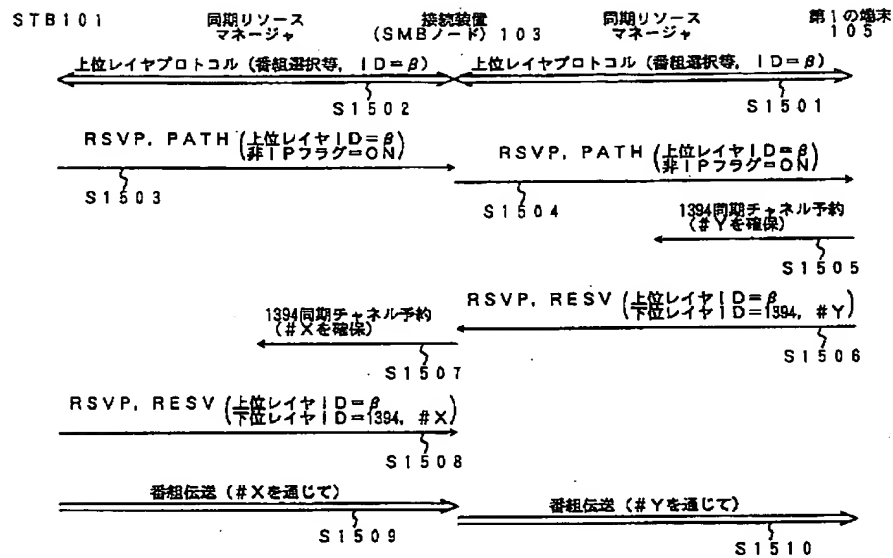 STB101
同期リソース
マネージャ
接続装置
(SMBノード) 103
同期リソース
マネージャ
第1の端末
105
上位レイヤプロトコル (番組選択等, ID=β)
上位レイヤプロトコル (番組選択等, ID=β)
S1502
S1501
RSVP, PATH (上位レイヤID=β
非IPフラグ=ON)
RSVP, PATH (上位レイヤID=β
非IPフラグ=ON)
S1503
S1504
1394同期チャネル予約
(#Yを確保)
S1505
RSVP, RESV (上位レイヤID=β
下位レイヤID=1394, #Y)
1394同期チャネル予約
(#Xを確保)
S1506
S1507
RSVP, RESV (上位レイヤID=β
下位レイヤID=1394, #X)
S1508
番組伝送 (#Xを通じて)
番組伝送 (#Yを通じて)
S1509
S1510